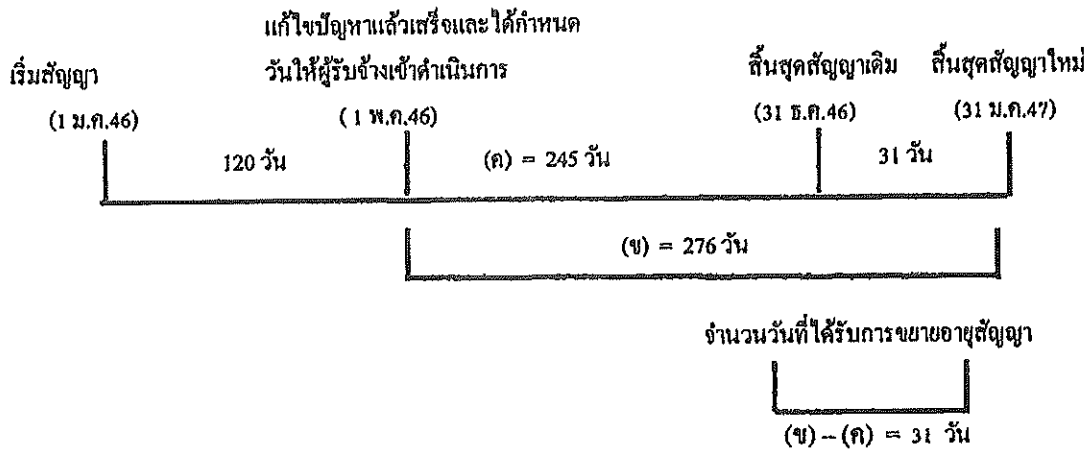 แก้ไขปัญหาแล้วเสร็จและได้กำหนด
วันให้ผู้รับจ้างเข้าดำเนินการ
เริ่มสัญญา
สิ้นสุดสัญญาเดิม
สิ้นสุดสัญญาใหม่
(1 ม.ค.46)
( 1 พ.ค.46)
(31 ธ.ค.46)
(31 ม.ค.47)
120 วัน
(ค) = 245 วัน
31 วัน
(ข) = 276 วัน
จำนวนวันที่ได้รับการขยายอายุสัญญา
(ข) – (ค) = 31 วัน